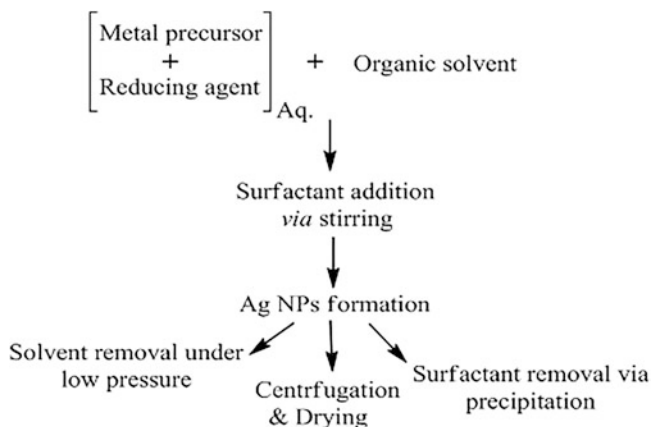 Metal precursor
+
Reducing agent
Aq.
+ Organic solvent
Surfactant addition
via stirring
Ag NPs formation
Solvent removal under
low pressure
Centrfugation
& Drying
Surfactant removal via
precipitation